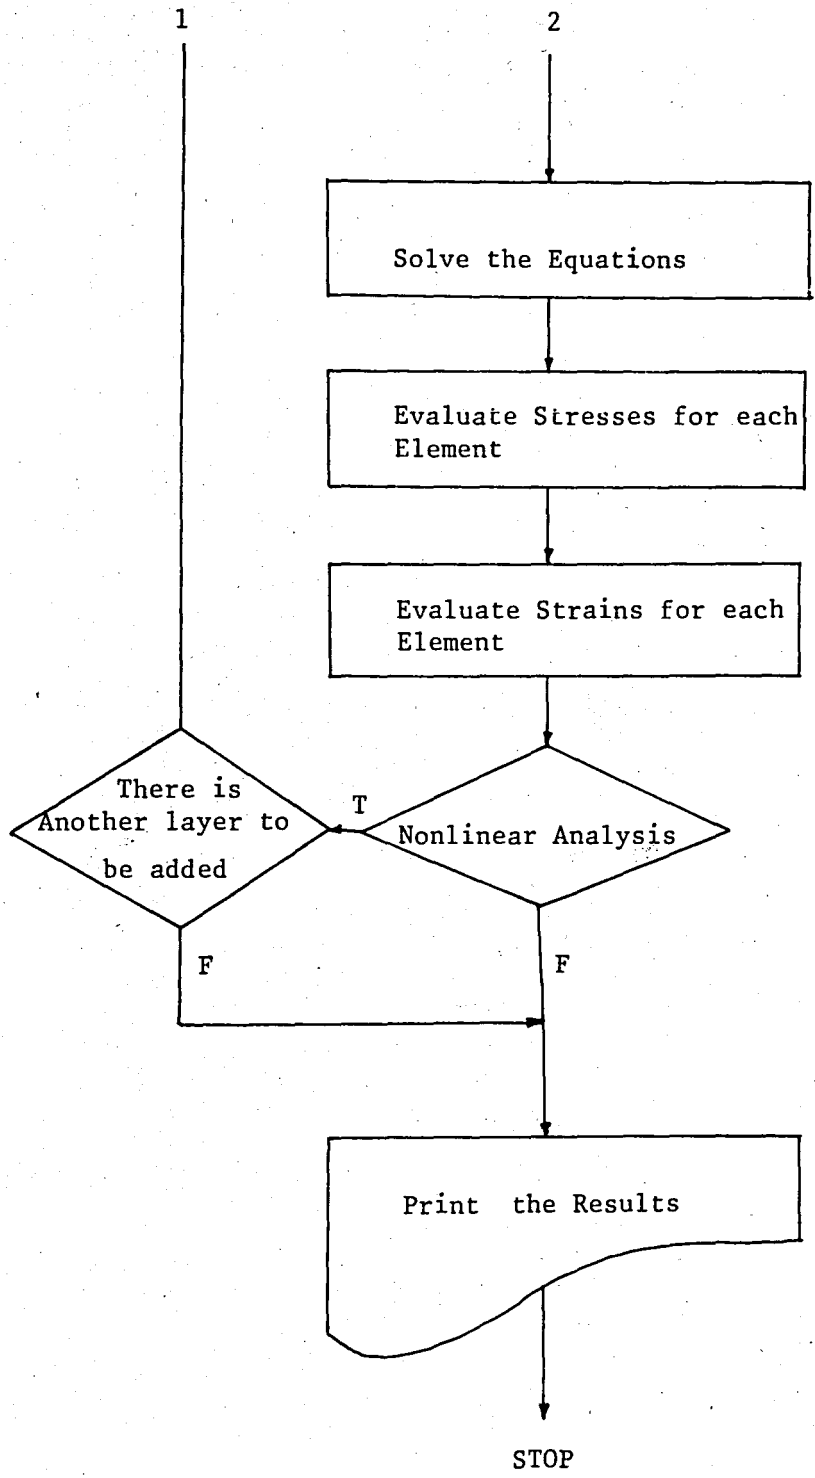 1
2
Solve the Equations
Evaluate Stresses for each
Element
Evaluate Strains for each
Element
There is
Another layer to
be added
T
Nonlinear Analysis
F
F
Print the Results
STOP